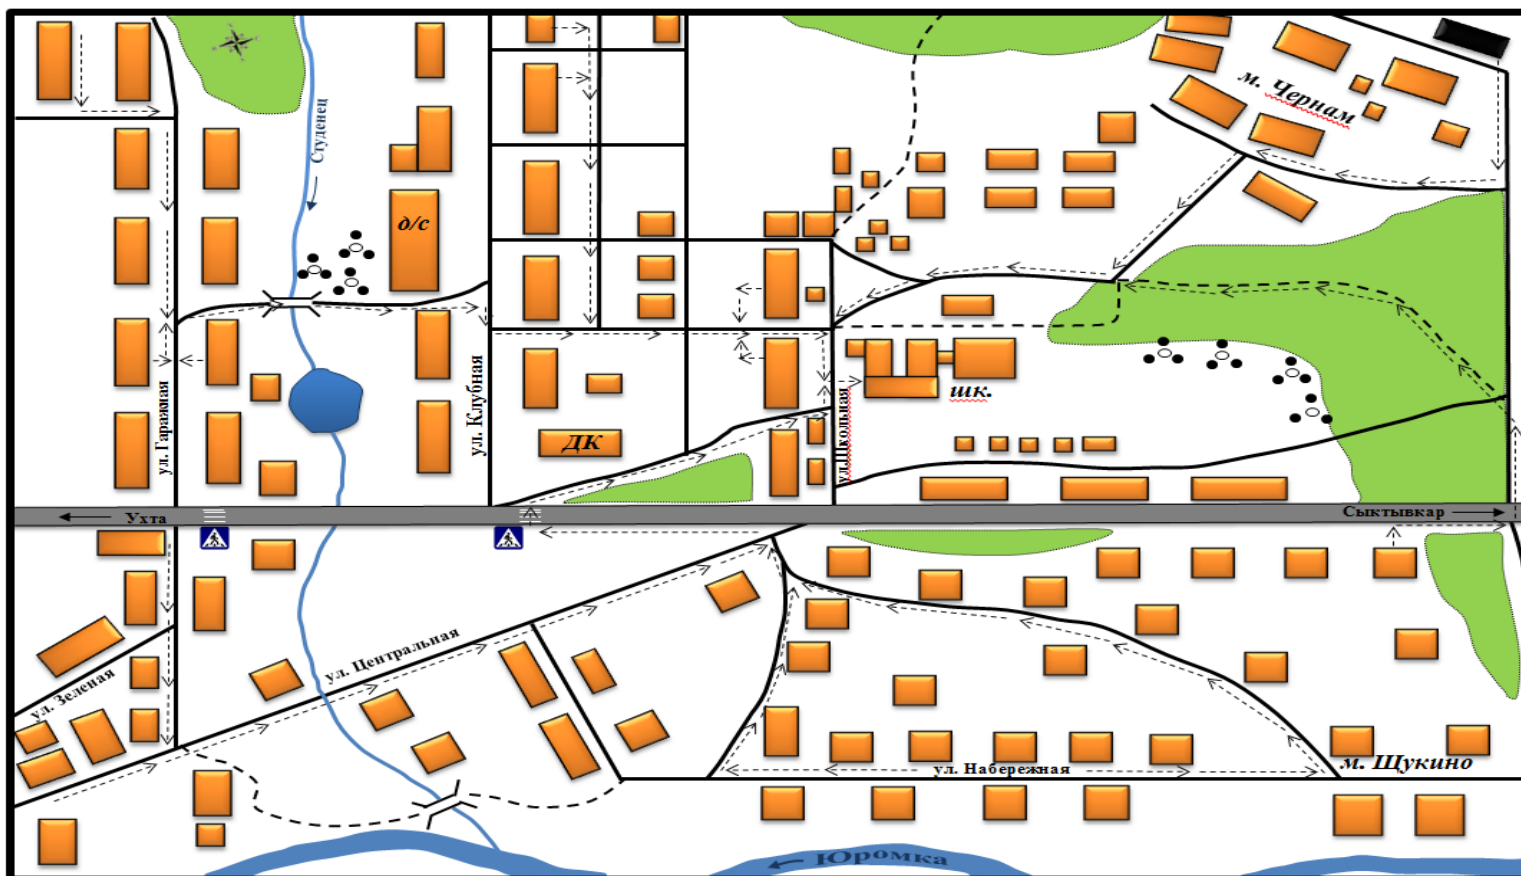 м. Чернам
Студенец
д/с
ул. Гаражная
ул. Клубная
ДК
шк.
ул.Школьная
Ухта
Сыктывкар
ул. Центральная
ул. Зеленая
ул. Набережная
м. Щукино
Юромка